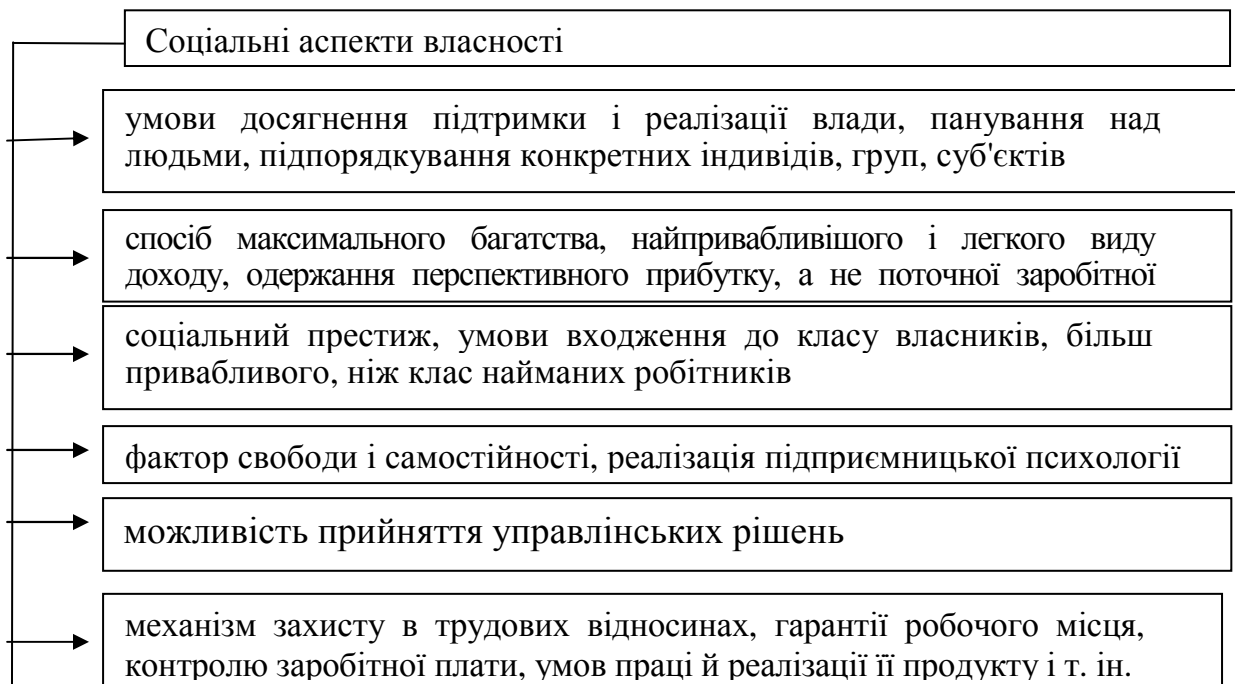 Соціальні аспекти власності
умови досягнення підтримки і реалізації влади, панування над
людьми, підпорядкування конкретних індивідів, груп, суб'єктів
спосіб максимального багатства, найпривабливішого і легкого виду
доходу, одержання перспективного прибутку, а не поточної заробітної
соціальний престиж, умови входження до класу власників, більш
привабливого, ніж клас найманих робітників
фактор свободи і самостійності, реалізація підприємницької психології
можливість прийняття управлінських рішень
механізм захисту в трудових відносинах, гарантії робочого місця,
контролю заробітної плати, умов праці й реалізації її продукту і т. ін.